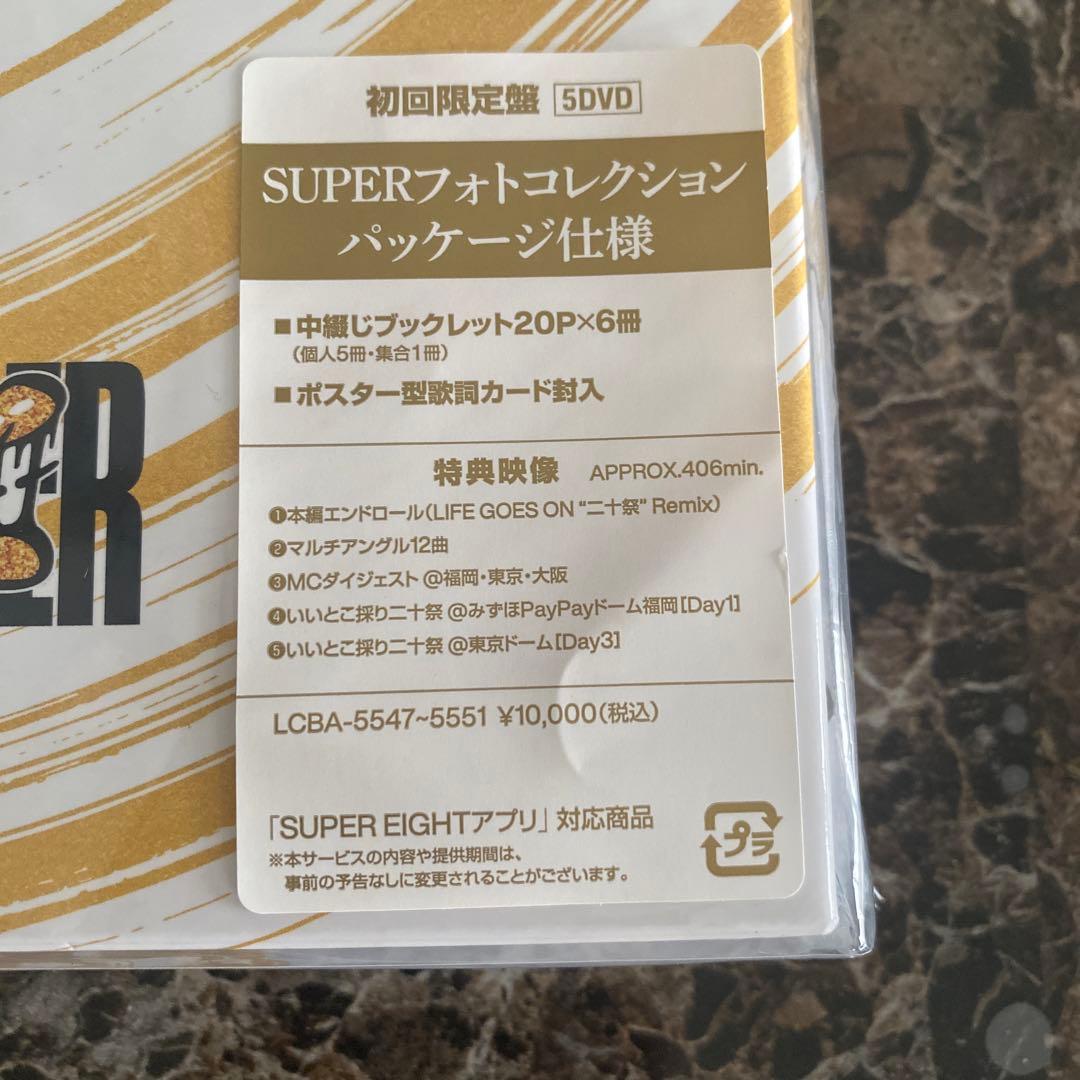 初回限定盤 5DVD
SUPERフォトコレクション
パッケージ仕様
■中綴じブックレット20P×6冊
（個人5冊・集合1冊）
■ポスター型歌詞カード封入
特典映像 APPROX.406min.
❶本編エンドロール（LIFE GOES ON “二十祭” Remix）
❷マルチアングル12曲
❸MCダイジェスト @福岡・東京・大阪
❹いいとこ採り二十祭 @みずほPayPayドーム福岡［Day1］
❺いいとこ採り二十祭 @東京ドーム［Day3］
LCBA-5547~5551 ¥10,000（税込）
「SUPER EIGHTアプリ」対応商品
※本サービスの内容や提供期間は、
事前の予告なしに変更されることがございます。
プラ